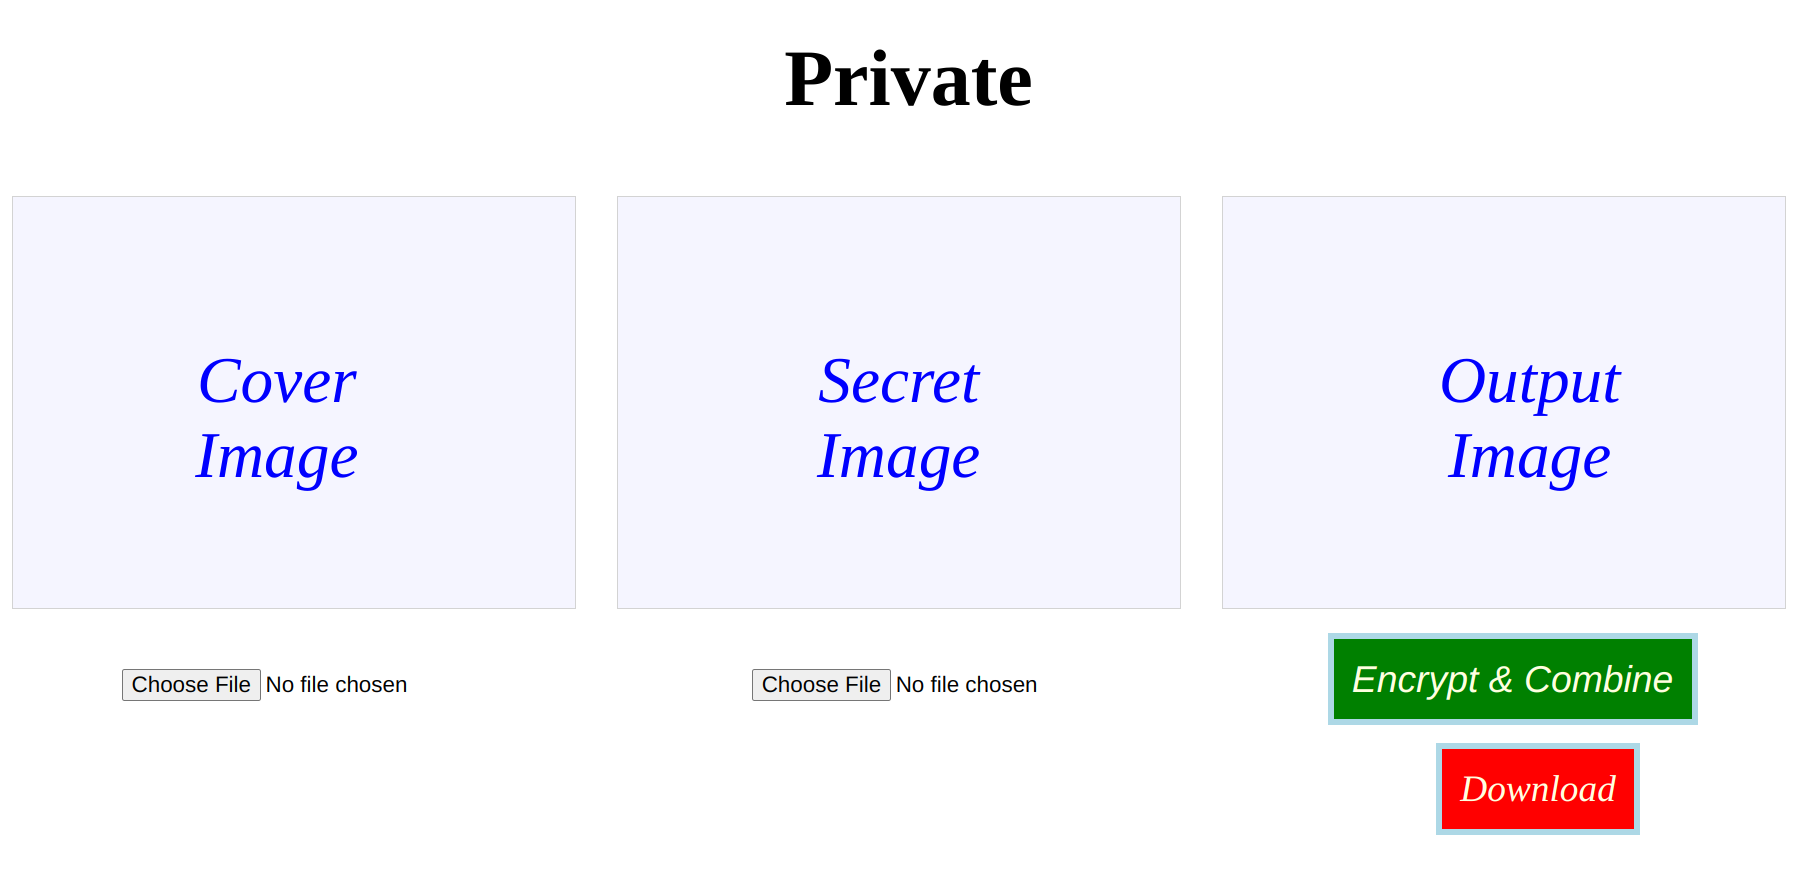 Private
Cover
Image
Secret
Image
Output
Image
Choose File No file chosen
Choose File No file chosen
Encrypt & Combine
Download